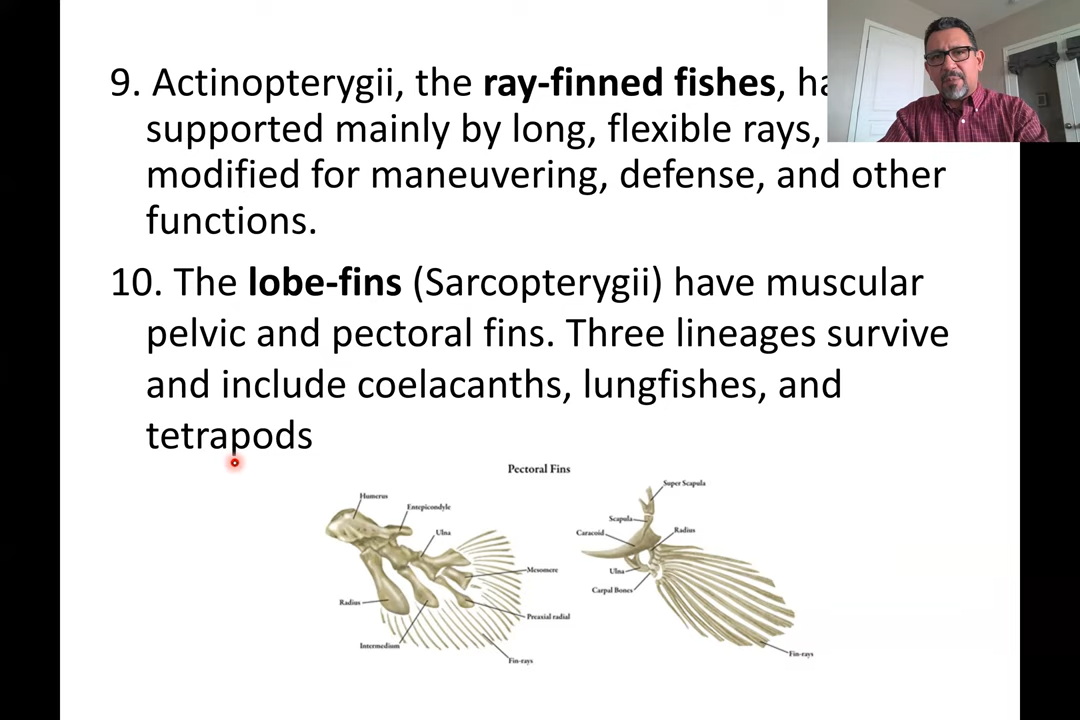 9. Actinopterygii, the ray-finned fishes,
supported mainly by long, flexible rays,
modified for maneuvering, defense, and other
functions.
10. The lobe-fins (Sarcopterygii) have muscular
pelvic and pectoral fins. Three lineages survive
and include coelacanths, lungfishes, and
tetrapods
Pectoral Fins
Humerus
Entepicondyle
Ulna
Mesomere
Radius
Preaxial radial
Intermedium
Fin-rays
Super Scapula
Scapula
Radius
Caracoid
Ulna
Carpal Bones
Fin-rays